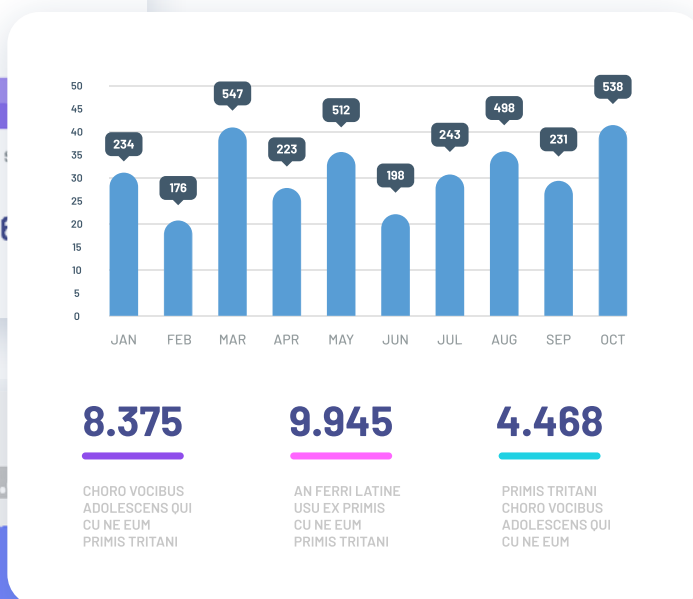 50
45
40
35
30
25
20
15
10
5
0
234
176
547
223
512
198
243
498
231
538
JAN FEB MAR APR MAY JUN JUL AUG SEP OCT
8.375
CHORO VOCIBUS
ADOLESCENS QUI
CU NE EUM
PRIMIS TRITANI
9.945
AN FERRI LATINE
USU EX PRIMIS
CU NE EUM
PRIMIS TRITANI
4.468
PRIMIS TRITANI
CHORO VOCIBUS
ADOLESCENS QUI
CU NE EUM